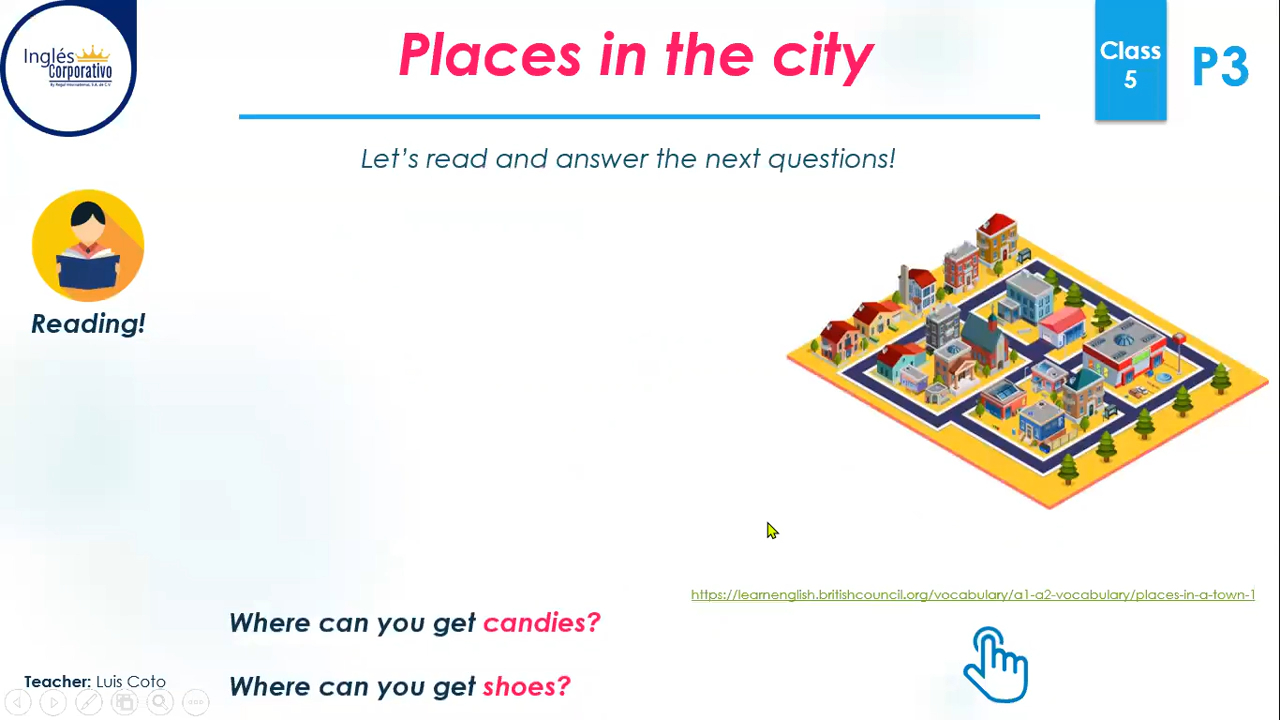 Inglés
Corporativo
Places in the city
Class
5
P3
Let's read and answer the next questions!
Reading!
https://learnenglish.britishcouncil.org/vocabulary/a1-a2-vocabulary/places-in-a-town-1
Where can you get candies?
Teacher: Luis Coto
Where can you get shoes?